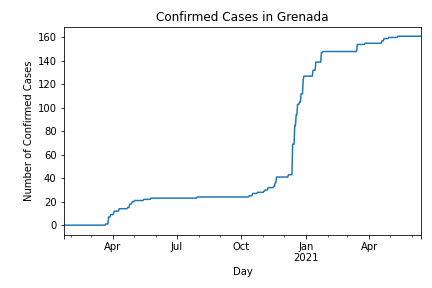 Confirmed Cases in Grenada
160
140
120
100
80
60
40
20
0
Number of Confirmed Cases
Apr Jul Oct Jan Apr
2021
Day